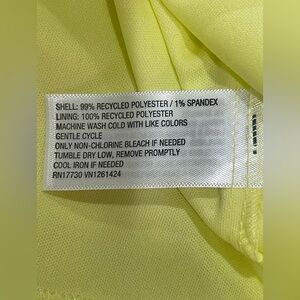 SHELL: 99% RECYCLED POLYESTER / 1% SPANDEX
LINING: 100% RECYCLED POLYESTER
MACHINE WASH COLD WITH LIKE COLORS
GENTLE CYCLE
ONLY NON-CHLORINE BLEACH IF NEEDED
TUMBLE DRY LOW, REMOVE PROMPTLY
COOL IRON IF NEEDED
RN17730 VN1261424